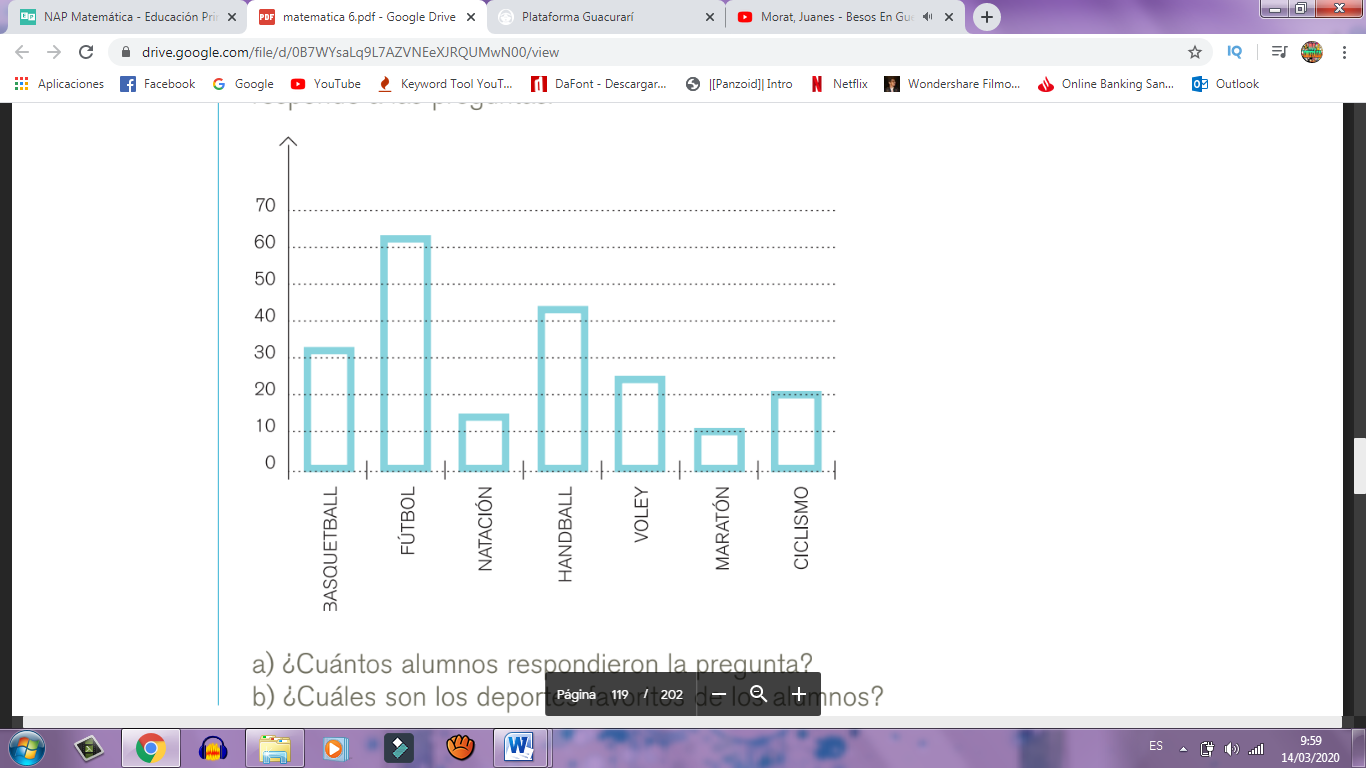 NAP Matemática - Educación Pri
matematica 6.pdf - Google Drive
Plataforma Guacurarí
Morat, Juanes - Besos En Gue
drive.google.com/file/d/0B7WYsaLq9L7AZVNEeXJRQUMwN00/view
IQ
Aplicaciones
Facebook
Google
YouTube
Keyword Tool YouT...
DaFont - Descargar...
|[Panzoid]| Intro
Netflix
Wondershare Filmo...
Online Banking San...
Outlook
70
60
50
40
30
20
10
0
BASQUETBALL
FÚTBOL
NATACIÓN
HANDBALL
VOLEY
MARATÓN
CICLISMO
a) ¿Cuántos alumnos respondieron la pregunta?
b) ¿Cuáles son los deportes favoritos de los alumnos?
Página 119 / 202
ES
9:59
14/03/2020